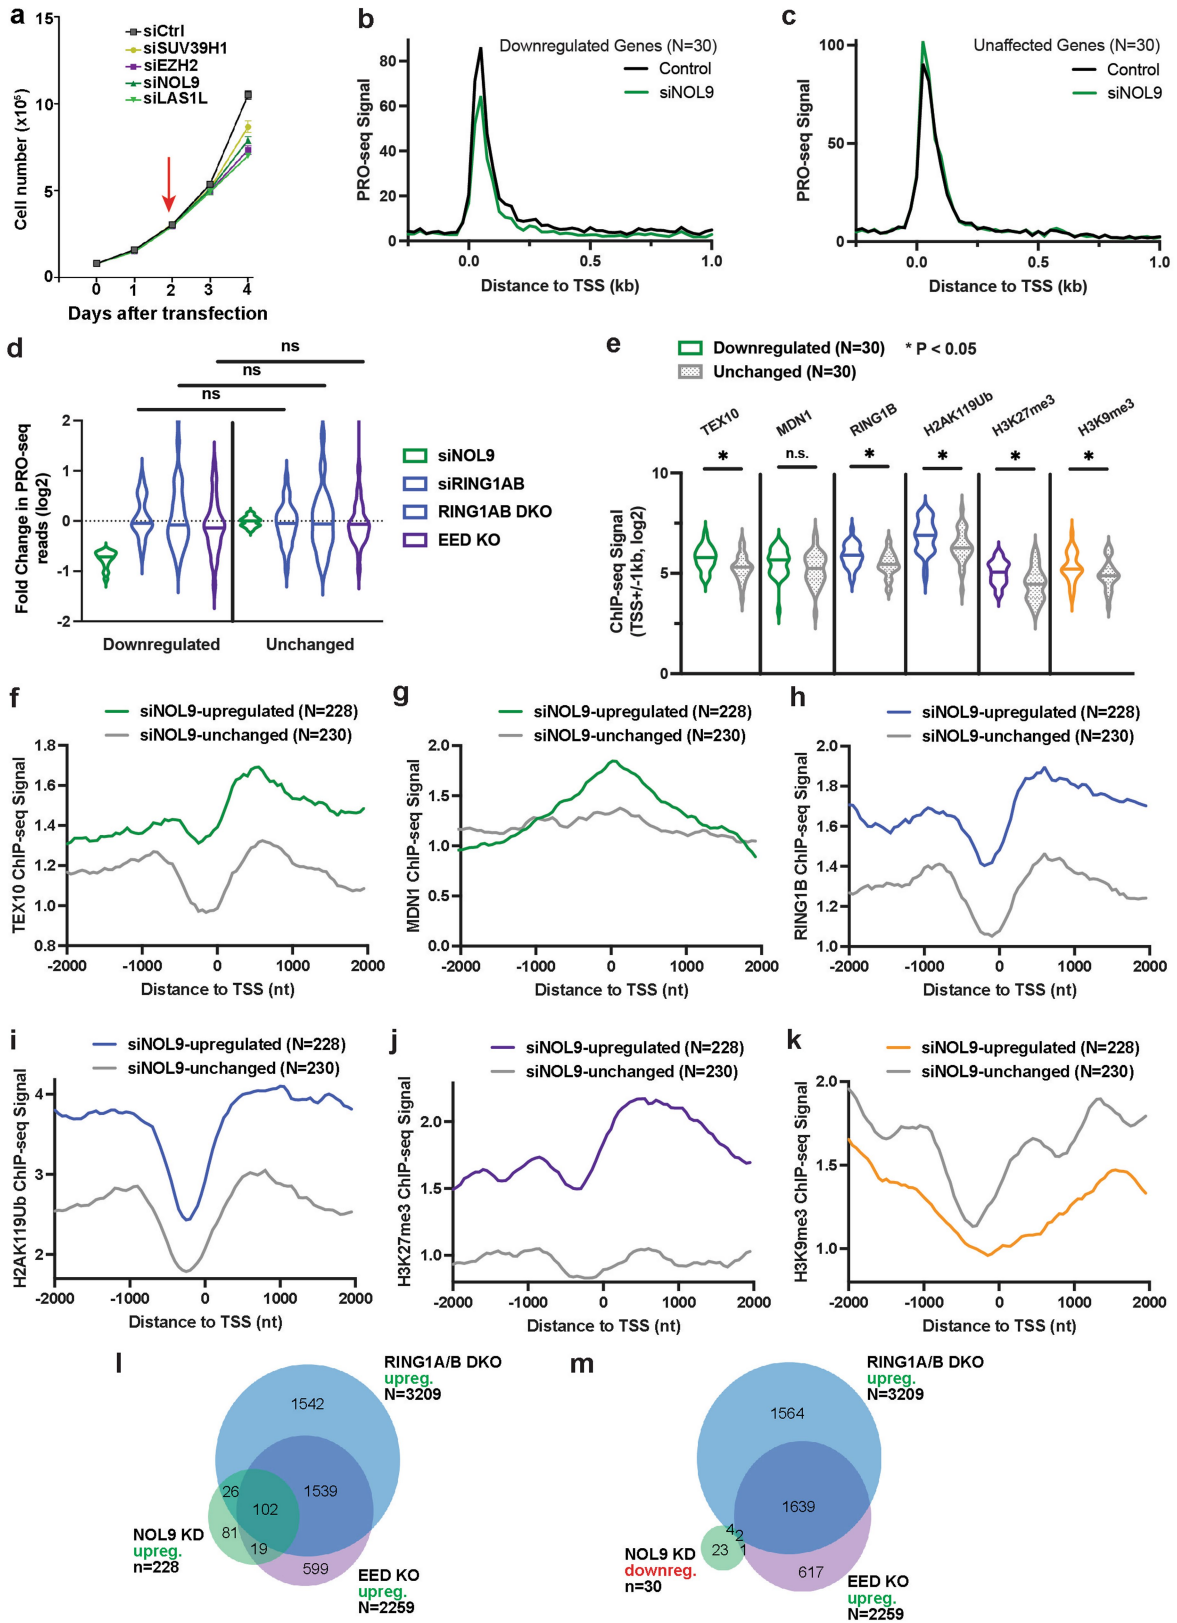 a
15
10
5
0
Cell number (x10⁵)
siCtrl
siSUV39H1
siEZH2
siNOL9
siLAS1L
0 1 2 3 4
Days after transfection
b
Downregulated Genes (N=30)
Control
siNOL9
PRO-seq Signal
80
60
40
20
0
0.0 0.5 1.0
Distance to TSS (kb)
c
Unaffected Genes (N=30)
Control
siNOL9
PRO-seq Signal
100
50
0
0.0 0.5 1.0
Distance to TSS (kb)
d
ns
ns
ns
Fold Change in PRO-seq
reads (log2)
2
1
0
-1
-2
Downregulated Unchanged
siNOL9
siRING1AB
RING1AB DKO
EED KO
e
Downregulated (N=30) * P < 0.05
Unchanged (N=30)
TEX10 MDN1 RING1B H2AK119Ub H3K27me3 H3K9me3
* n.s. * * * *
ChIP-seq Signal
(TSS+/-1kb, log2)
10
5
0
f
siNOL9-upregulated (N=228)
siNOL9-unchanged (N=230)
TEX10 ChIP-seq Signal
1.8
1.6
1.4
1.2
1.0
0.8
-2000 -1000 0 1000 2000
Distance to TSS (nt)
g
siNOL9-upregulated (N=228)
siNOL9-unchanged (N=230)
MDN1 ChIP-seq Signal
2.0
1.5
1.0
0.5
0.0
-2000 -1000 0 1000 2000
Distance to TSS (nt)
h
siNOL9-upregulated (N=228)
siNOL9-unchanged (N=230)
RING1B ChIP-seq Signal
2.0
1.8
1.6
1.4
1.2
1.0
-2000 -1000 0 1000 2000
Distance to TSS (nt)
i
siNOL9-upregulated (N=228)
siNOL9-unchanged (N=230)
H2AK119Ub ChIP-seq Signal
4
3
2
-2000 -1000 0 1000 2000
Distance to TSS (nt)
j
siNOL9-upregulated (N=228)
siNOL9-unchanged (N=230)
H3K27me3 ChIP-seq Signal
2.0
1.5
1.0
-2000 -1000 0 1000 2000
Distance to TSS (nt)
k
siNOL9-upregulated (N=228)
siNOL9-unchanged (N=230)
H3K9me3 ChIP-seq Signal
2.0
1.5
1.0
-2000 -1000 0 1000 2000
Distance to TSS (nt)
l
RING1A/B DKO
upreg.
N=3209
1542
1539
26
102
81
19
599
NOL9 KD
upreg.
n=228
EED KO
upreg.
N=2259
m
RING1A/B DKO
upreg.
N=3209
1564
1639
4
2
23
1
617
NOL9 KD
downreg.
n=30
EED KO
upreg.
N=2259